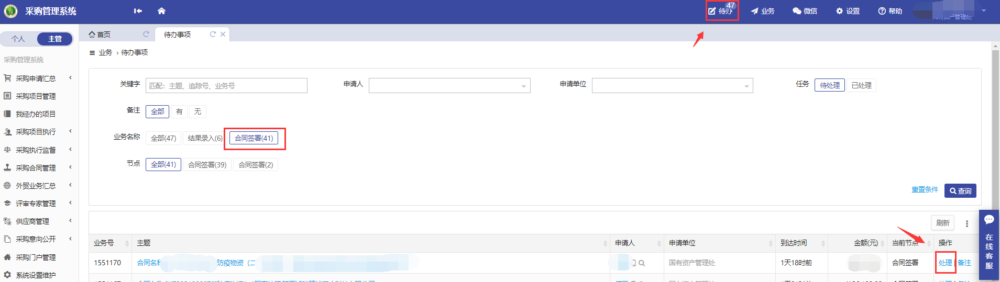 采购管理系统
待办 47
业务
微信
设置
帮助
资产管理处
个人
主管
首页
待办事项
采购管理系统
采购申请汇总
采购项目管理
我经办的项目
采购项目执行
采购执行监督
采购合同管理
外贸业务汇总
评审专家管理
供应商管理
采购意向公开
采购门户管理
系统设置维护
业务 › 待办事项
关键字 匹配：主题、追踪号、业务号
申请人
申请单位
任务 待处理 已处理
备注 全部 有 无
业务名称 全部(47) 结果录入(6) 合同签署(41)
节点 全部(41) 合同签署(39) 合同签署(2)
重置条件 查询
刷新
业务号 主题 申请人 申请单位 到达时间 金额(元) 当前节点 操作
1551170 合同名称 防疫物资（二 国有资产管理处 1天18时前 合同签署 处理 | 备注
在线客服